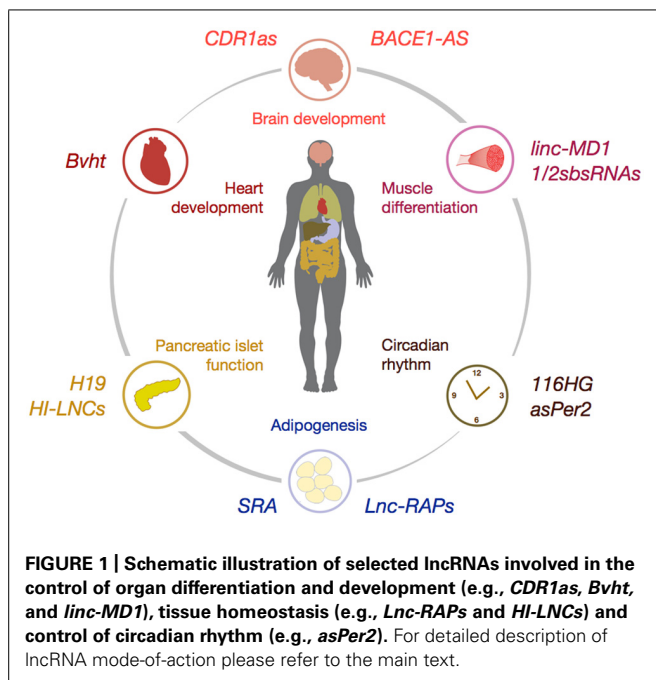 CDR1as
BACE1-AS
Brain development
Bvht
linc-MD1
1/2sbsRNAs
Heart
development
Muscle
differentiation
Pancreatic islet
function
Circadian
rhythm
H19
HI-LNCs
12
9
3
6
116HG
asPer2
Adipogenesis
SRA
Lnc-RAPs
FIGURE 1 | Schematic illustration of selected lncRNAs involved in the
control of organ differentiation and development (e.g., CDR1as, Bvht,
and linc-MD1), tissue homeostasis (e.g., Lnc-RAPs and HI-LNCs) and
control of circadian rhythm (e.g., asPer2). For detailed description of
lncRNA mode-of-action please refer to the main text.